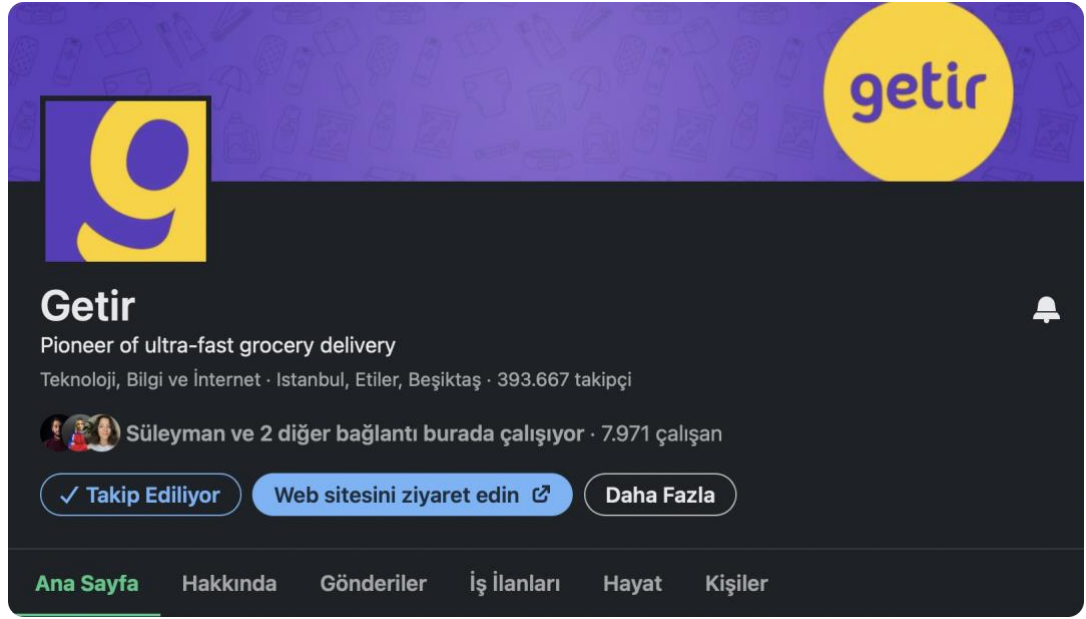 getir
g
Getir
Pioneer of ultra-fast grocery delivery
Teknoloji, Bilgi ve İnternet · Istanbul, Etiler, Beşiktaş · 393.667 takipçi
Süleyman ve 2 diğer bağlantı burada çalışıyor · 7.971 çalışan
✓ Takip Ediliyor Web sitesini ziyaret edin Daha Fazla
Ana Sayfa Hakkında Gönderiler İş İlanları Hayat Kişiler